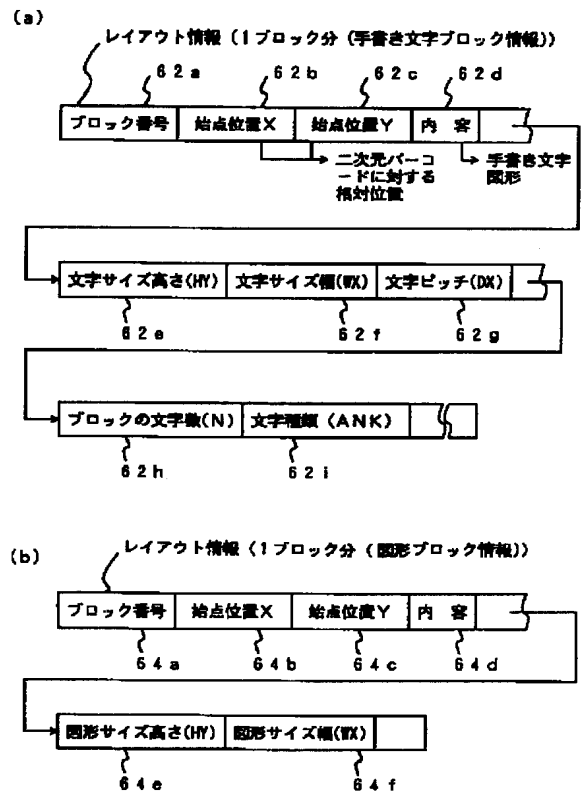 (a)
レイアウト情報(1ブロック分(手書き文字ブロック情報))
62a 62b 62c 62d
ブロック番号 始点位置X 始点位置Y 内 容
二次元バーコードに対する相対位置
手書き文字図形
文字サイズ高さ(HY) 文字サイズ幅(WX) 文字ピッチ(DX)
62e 62f 62g
ブロックの文字数(N) 文字種類(ANK)
62h 62i
(b)
レイアウト情報(1ブロック分(図形ブロック情報))
ブロック番号 始点位置X 始点位置Y 内 容
64a 64b 64c 64d
図形サイズ高さ(HY) 図形サイズ幅(WX)
64e 64f